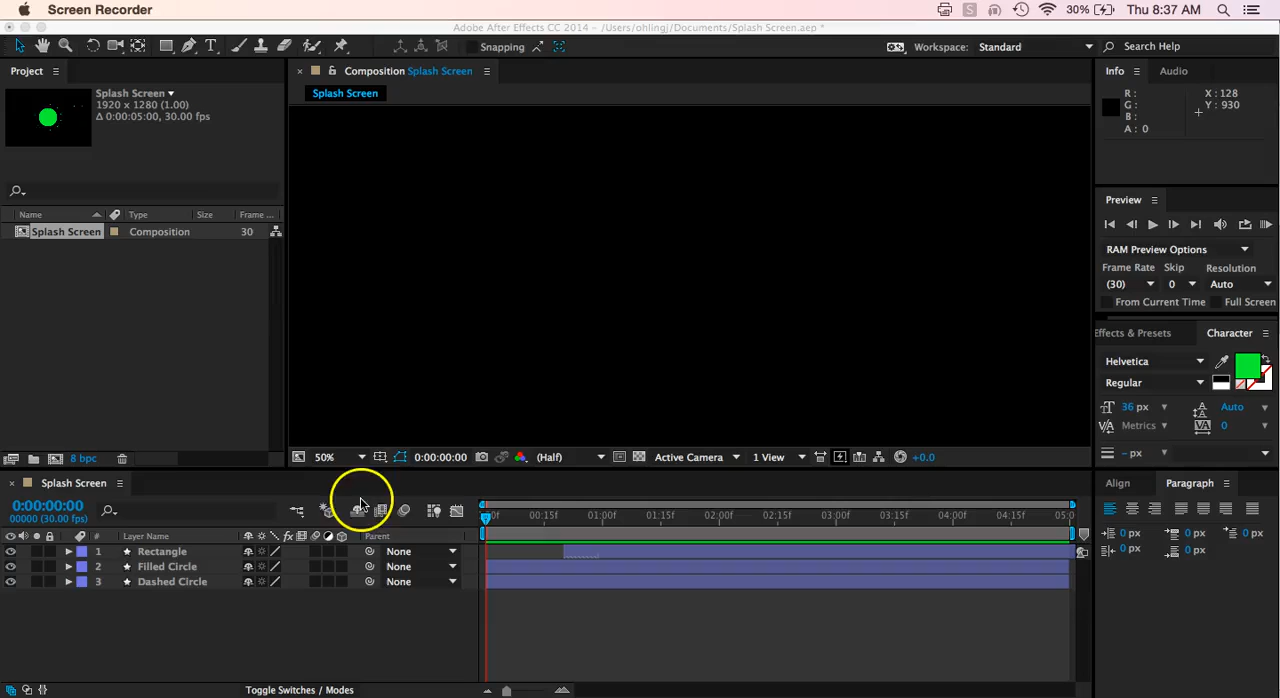 Screen Recorder
30%
Thu 8:37 AM
Adobe After Effects CC 2014 - /Users/ohlingj/Documents/Splash Screen.aep *
T
Snapping
Workspace: Standard
Search Help
Project
Splash Screen
1920 x 1280 (1.00)
Δ 0:00:05:00, 30.00 fps
Name
Type
Size
Frame ...
Splash Screen
Composition
30
8 bpc
Composition Splash Screen
Splash Screen
50%
0:00:00:00
(Half)
Active Camera
1 View
+0.0
Info
Audio
R :
G :
B :
A : 0
X : 128
Y : 930
Preview
RAM Preview Options
Frame Rate
Skip
Resolution
(30)
0
Auto
From Current Time
Full Screen
Effects & Presets
Character
Helvetica
Regular
36 px
Auto
Metrics
0
- px
Splash Screen
0:00:00:00
00000 (30.00 fps)
00:15f
01:00f
01:15f
02:00f
02:15f
03:00f
03:15f
04:00f
04:15f
05:0
#
Layer Name
fx
Parent
1
Rectangle
None
2
Filled Circle
None
3
Dashed Circle
None
Toggle Switches / Modes
Align
Paragraph
0 px
0 px
0 px
0 px
0 px